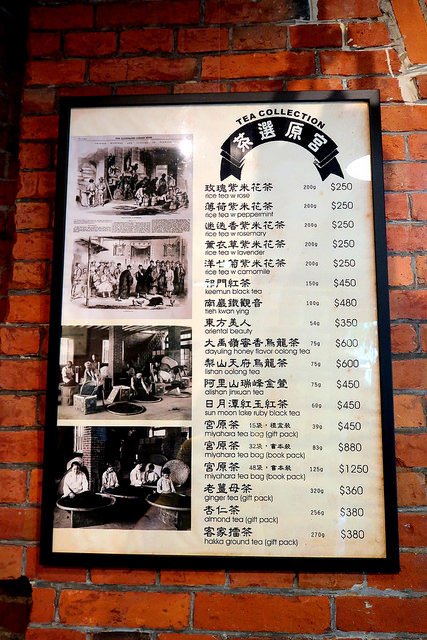 TEA COLLECTION
茶選原宮
玫瑰紫米花茶 200g $250
rice tea w rose
薄荷紫米花茶 200g $250
rice tea w peppermint
迷迭香紫米花茶 200g $250
rice tea w rosemary
薰衣草紫米花茶 200g $250
rice tea w lavender
洋甘菊紫米花茶 200g $250
rice tea w camomile
祁門紅茶 150g $450
keemun black tea
南巖鐵觀音 100g $480
tieh kwan ying
東方美人 54g $350
oriental beauty
大禹嶺蜜香烏龍茶 75g $600
dayuling honey flavor oolong tea
梨山天府烏龍茶 75g $600
lishan oolong tea
阿里山瑞峰金萱 75g $450
alishan jinxuan tea
日月潭紅玉紅茶 60g $450
sun moon lake ruby black tea
宮原茶 15袋・禮盒裝 39g $450
miyahara tea bag (gift pack)
宮原茶 32袋・書本裝 83g $880
miyahara tea bag (book pack)
宮原茶 48袋・書本裝 125g $1250
miyahara tea bag (book pack)
老薑母茶 320g $360
ginger tea (gift pack)
杏仁茶 256g $380
almond tea (gift pack)
客家擂茶 270g $380
hakka ground tea (gift pack)